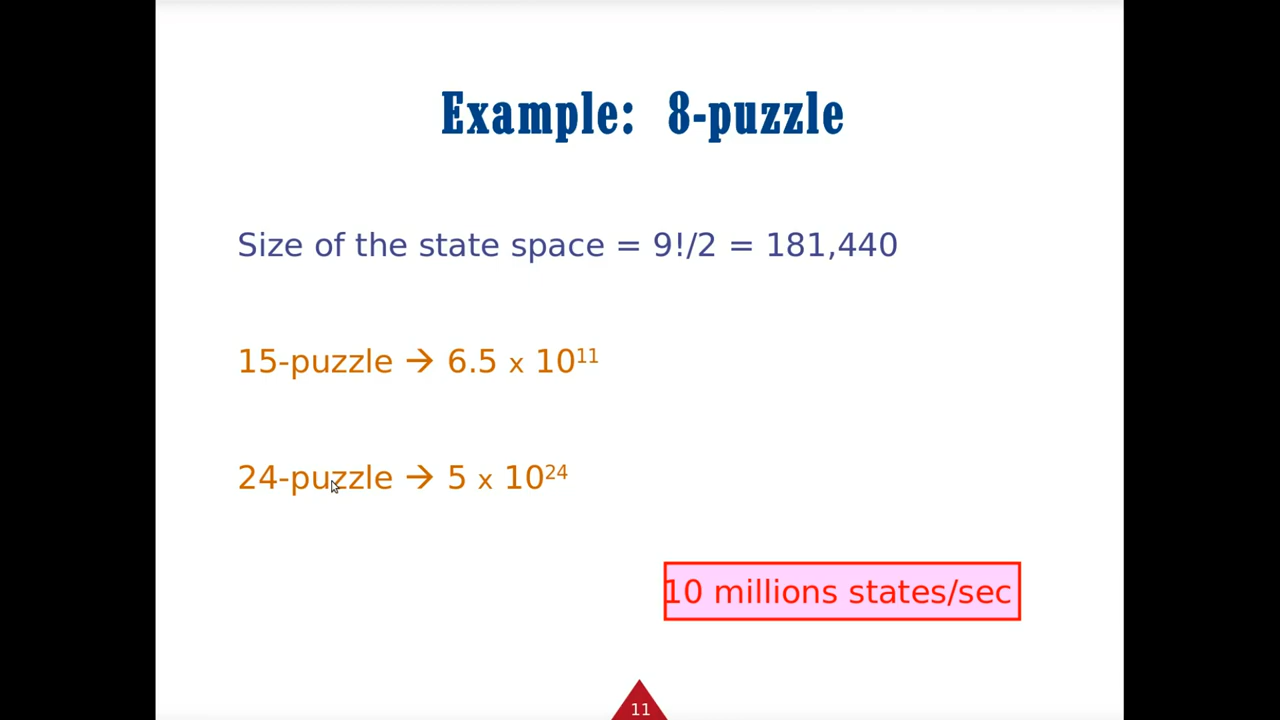 Example: 8-puzzle
Size of the state space = 9!/2 = 181,440
15-puzzle → 6.5 x 10¹¹
24-puzzle → 5 x 10²⁴
10 millions states/sec
11